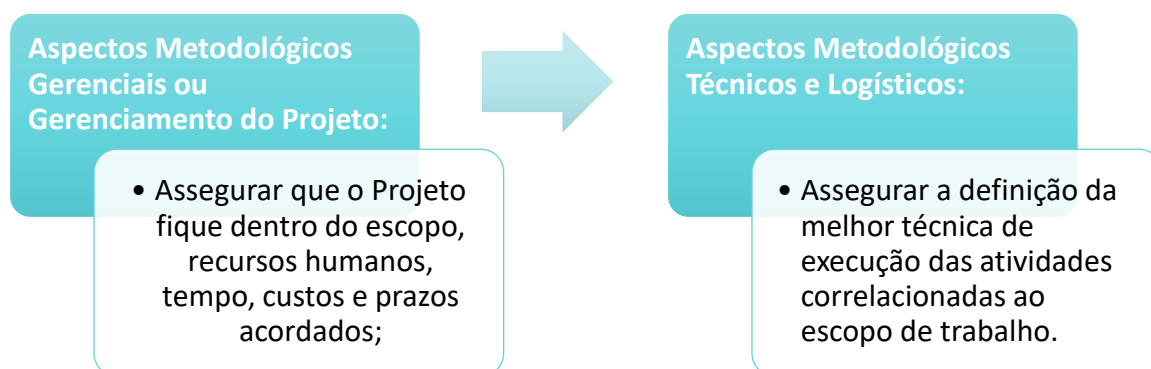 Aspectos Metodológicos
Gerenciais ou
Gerenciamento do Projeto:
• Assegurar que o Projeto
fique dentro do escopo,
recursos humanos,
tempo, custos e prazos
acordados;
Aspectos Metodológicos
Técnicos e Logísticos:
• Assegurar a definição da
melhor técnica de
execução das atividades
correlacionadas ao
escopo de trabalho.